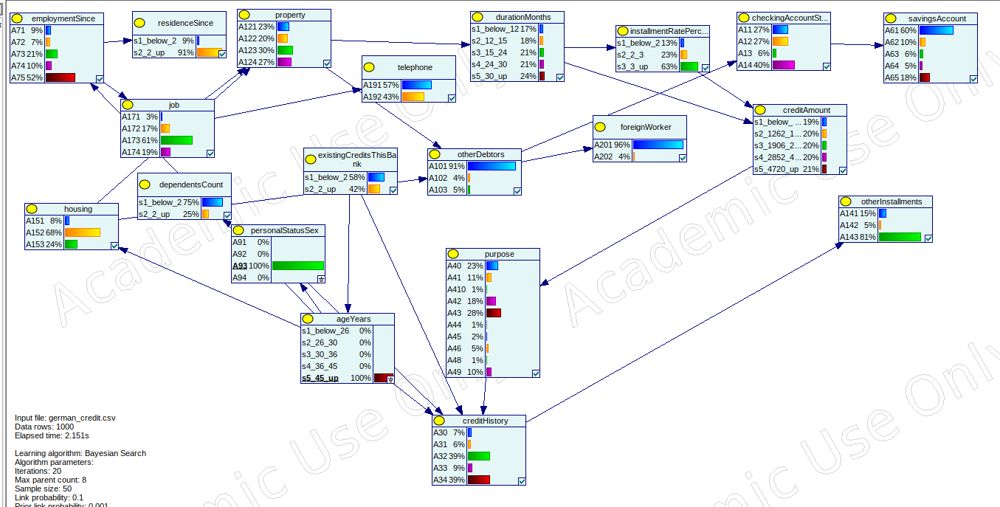 employmentSince
A71 9%
A72 7%
A73 21%
A74 10%
A75 52%
residenceSince
s1_below_2 9%
s2_2_up 91%
property
A121 23%
A122 20%
A123 30%
A124 27%
telephone
A191 57%
A192 43%
durationMonths
s1_below_12 17%
s2_12_15 18%
s3_15_24 21%
s4_24_30 21%
s5_30_up 24%
installmentRatePerc...
s1_below_2 13%
s2_2_3 23%
s3_3_up 63%
checkingAccountSt...
A11 27%
A12 27%
A13 6%
A14 40%
savingsAccount
A61 60%
A62 10%
A63 6%
A64 5%
A65 18%
job
A171 3%
A172 17%
A173 61%
A174 19%
foreignWorker
A201 96%
A202 4%
creditAmount
s1_below_ ... 19%
s2_1262_1... 20%
s3_1906_2... 20%
s4_2852_4... 20%
s5_4720_up 21%
existingCreditsThisBa
nk
s1_below_2 58%
s2_2_up 42%
otherDebtors
A101 91%
A102 4%
A103 5%
dependentsCount
s1_below_2 75%
s2_2_up 25%
housing
A151 8%
A152 68%
A153 24%
personalStatusSex
A91 0%
A92 0%
A93 100%
A94 0%
otherInstallments
A141 15%
A142 5%
A143 81%
purpose
A40 23%
A41 11%
A410 1%
A42 18%
A43 28%
A44 1%
A45 2%
A46 5%
A48 1%
A49 10%
ageYears
s1_below_26 0%
s2_26_30 0%
s3_30_36 0%
s4_36_45 0%
s5_45_up 100%
creditHistory
A30 7%
A31 6%
A32 39%
A33 9%
A34 39%
Input file: german_credit.csv
Data rows: 1000
Elapsed time: 2.151s
Learning algorithm: Bayesian Search
Algorithm parameters:
Iterations: 20
Max parent count: 8
Sample size: 50
Link probability: 0.1
Prior link probability: 0.001
Academic Use Only
Academic Use Only